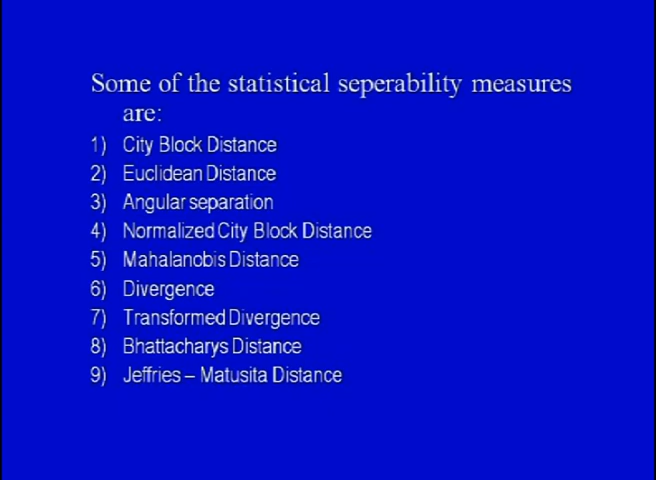 Some of the statistical seperability measures
are:
1) City Block Distance
2) Euclidean Distance
3) Angular separation
4) Normalized City Block Distance
5) Mahalanobis Distance
6) Divergence
7) Transformed Divergence
8) Bhattacharys Distance
9) Jeffries – Matusita Distance